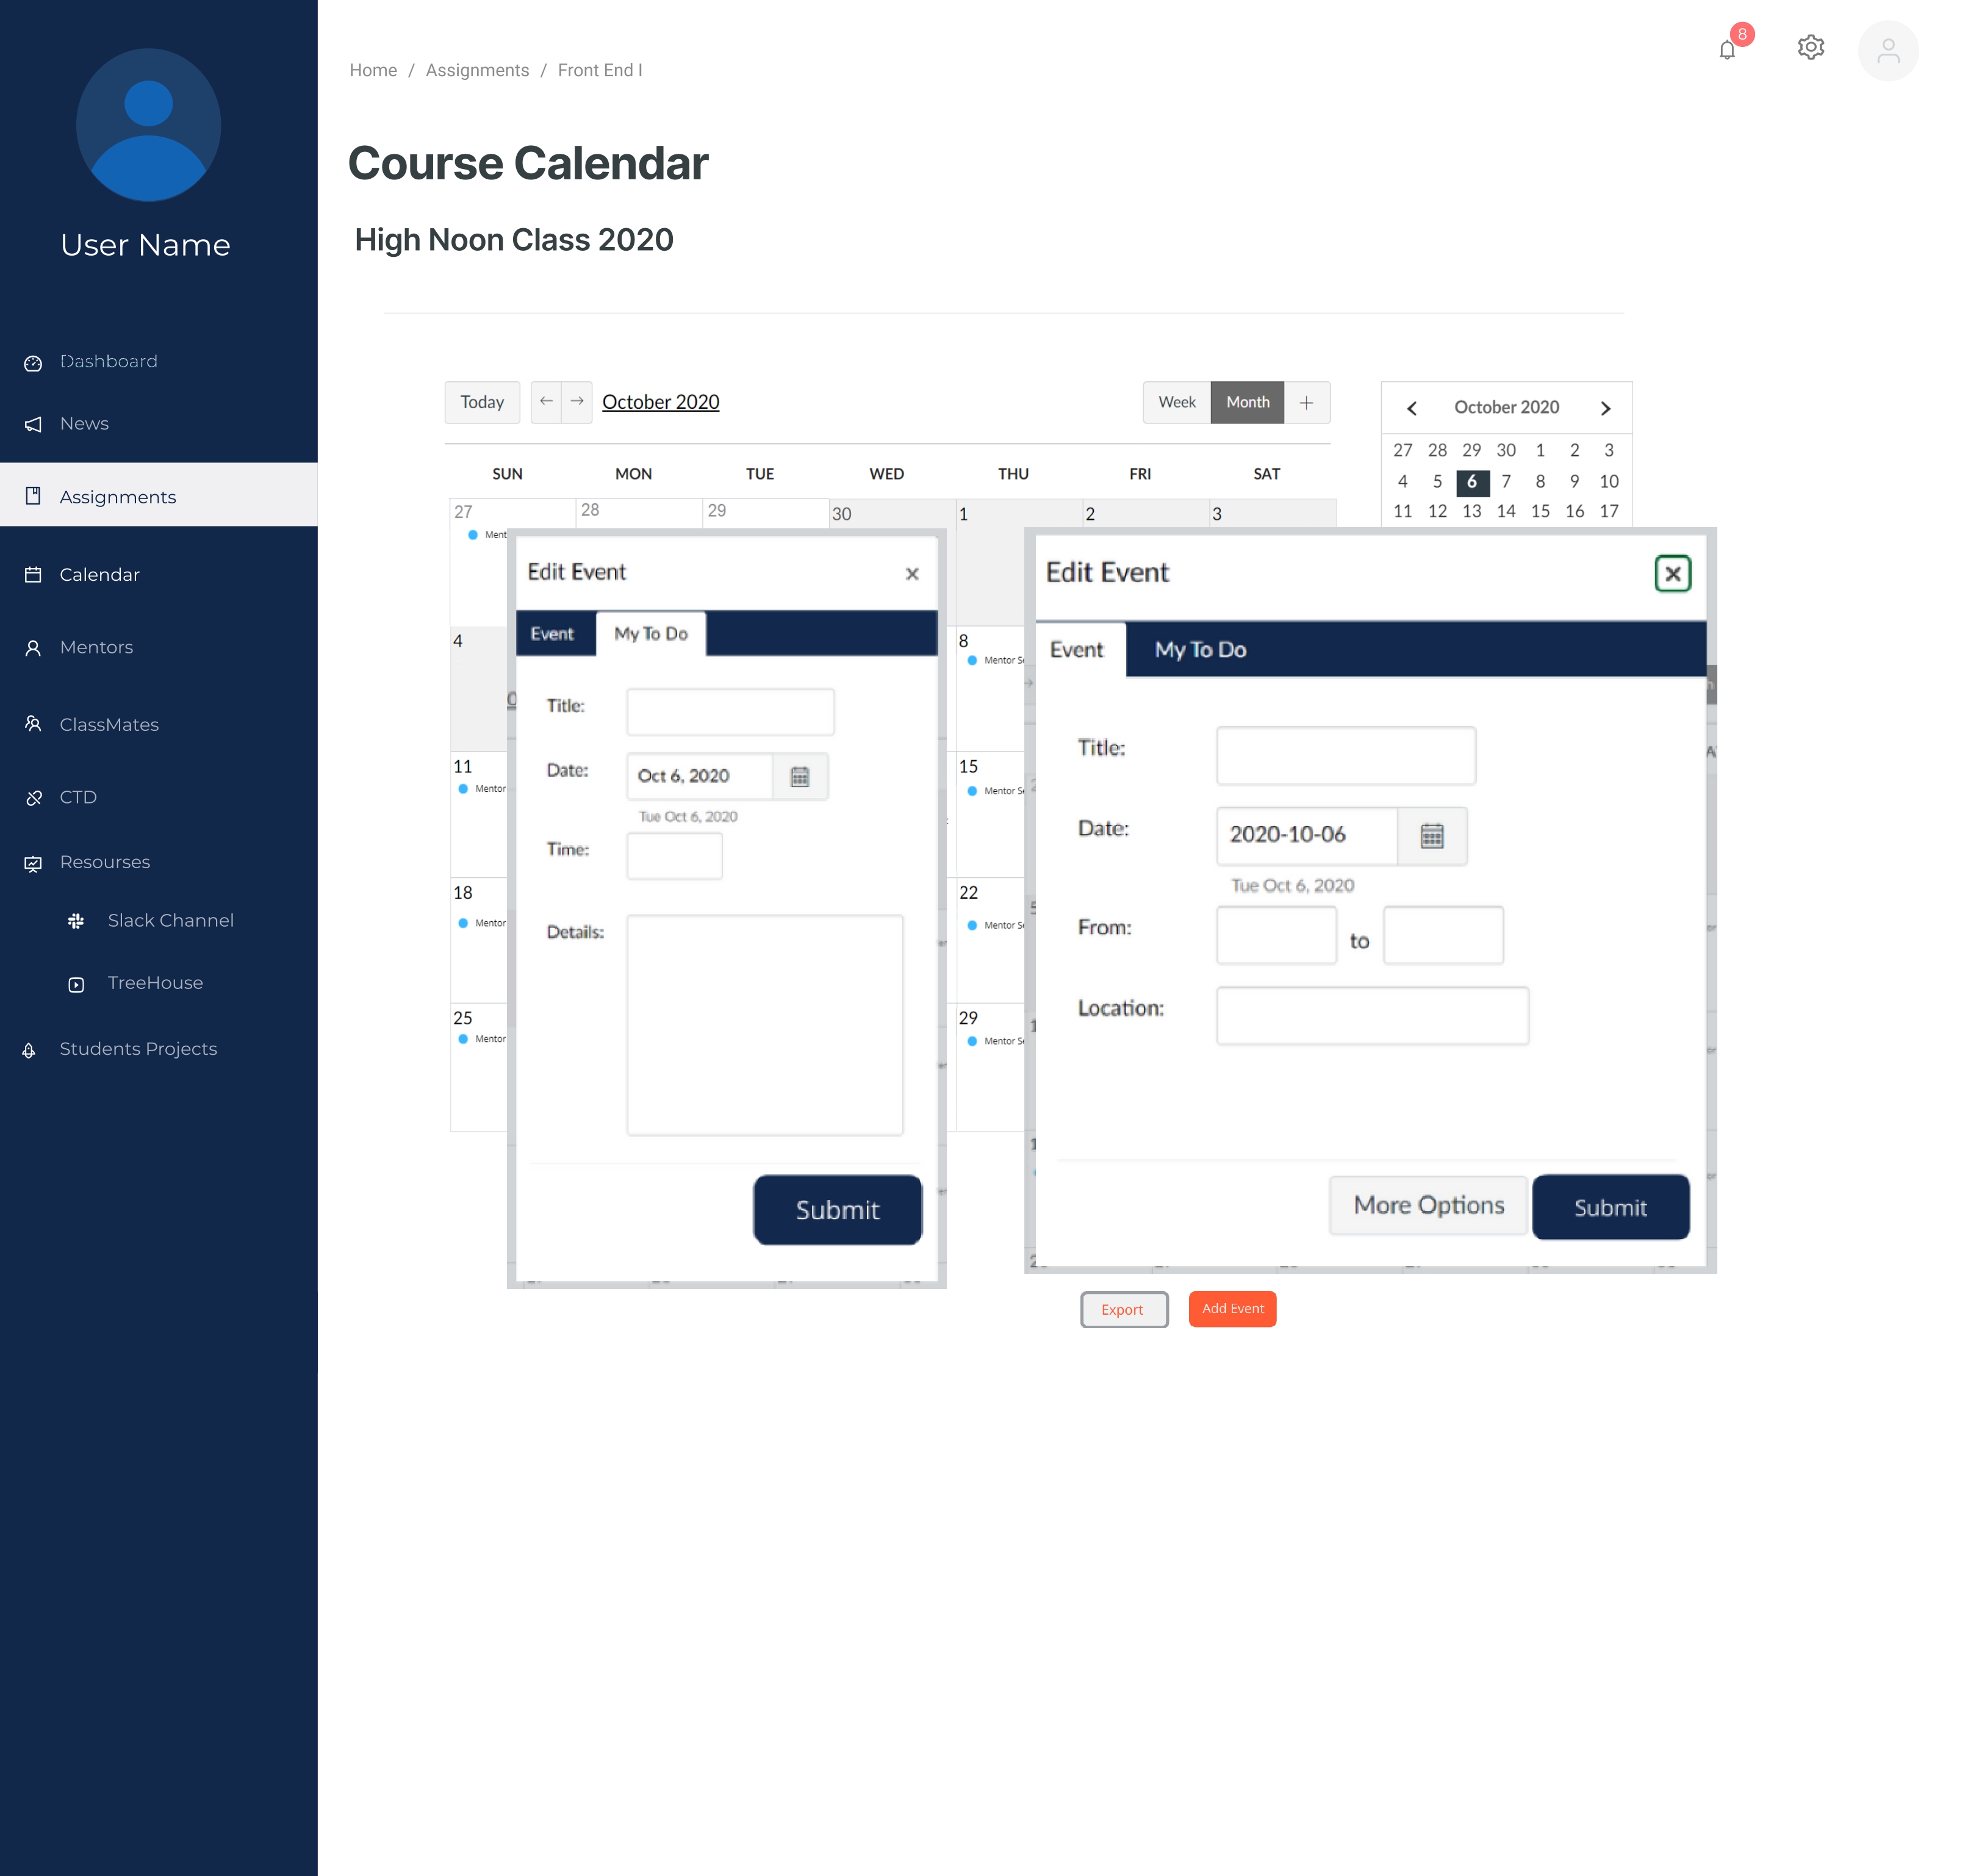 User Name
Dashboard
News
Assignments
Calendar
Mentors
ClassMates
CTD
Resourses
Slack Channel
TreeHouse
Students Projects
8
Home / Assignments / Front End I
Course Calendar
High Noon Class 2020
Today ← → October 2020
Week Month +
SUN MON TUE WED THU FRI SAT
27 28 29 30 1 2 3
4
8
Mentor
11
Mentor
15
Mentor
18
Mentor
22
Mentor
25
Mentor
29
Mentor
October 2020
27 28 29 30 1 2 3
4 5 6 7 8 9 10
11 12 13 14 15 16 17
Edit Event ×
Event My To Do
Title:
Date: Oct 6, 2020
Tue Oct 6, 2020
Time:
Details:
Submit
Edit Event ×
Event My To Do
Title:
Date: 2020-10-06
Tue Oct 6, 2020
From: to
Location:
More Options Submit
Export Add Event